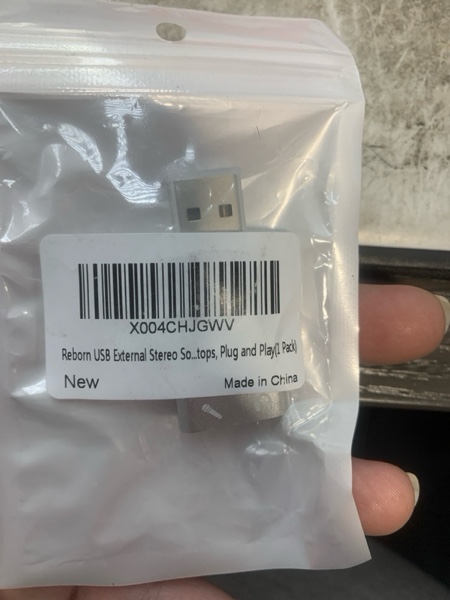 X004CHJGWV
Reborn USB External Stereo So...tops, Plug and Play(1 Pack)
New
Made in China